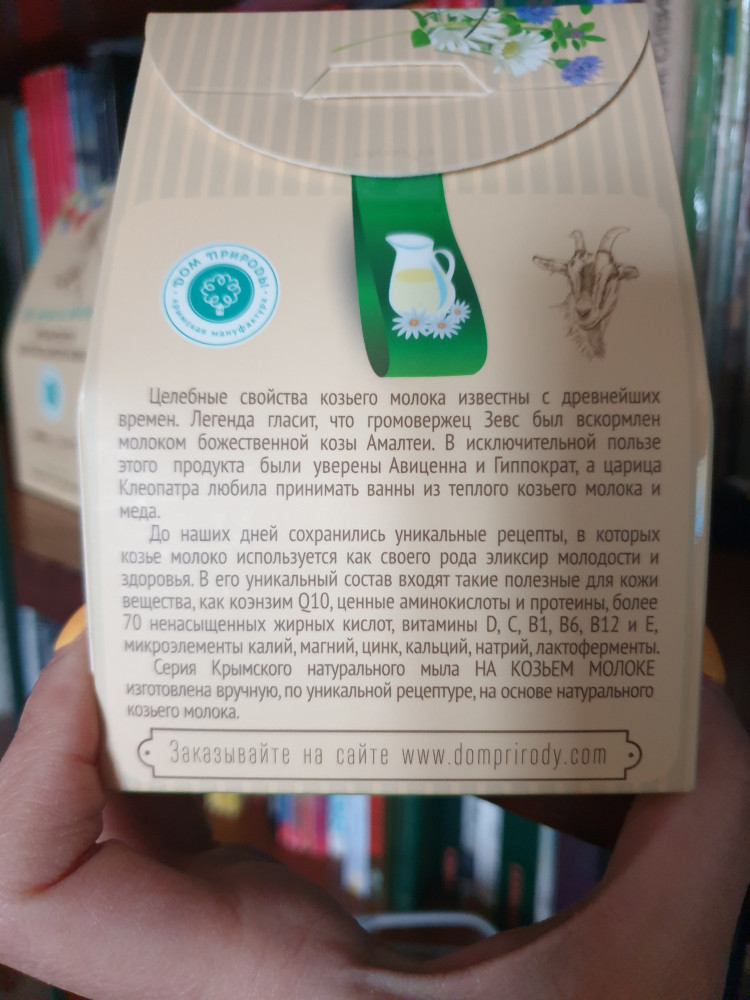 ДОМ ПРИРОДЫ
крымская мануфактура
Целебные свойства козьего молока известны с древнейших
времен. Легенда гласит, что громовержец Зевс был вскормлен
молоком божественной козы Амалтеи. В исключительной пользе
этого продукта были уверены Авиценна и Гиппократ, а царица
Клеопатра любила принимать ванны из теплого козьего молока и
меда.
До наших дней сохранились уникальные рецепты, в которых
козье молоко используется как своего рода эликсир молодости и
здоровья. В его уникальный состав входят такие полезные для кожи
вещества, как коэнзим Q10, ценные аминокислоты и протеины, более
70 ненасыщенных жирных кислот, витамины D, С, В1, В6, В12 и Е,
микроэлементы калий, магний, цинк, кальций, натрий, лактоферменты.
Серия Крымского натурального мыла НА КОЗЬЕМ МОЛОКЕ
изготовлена вручную, по уникальной рецептуре, на основе натурального
козьего молока.
Заказывайте на сайте www.domprirody.com